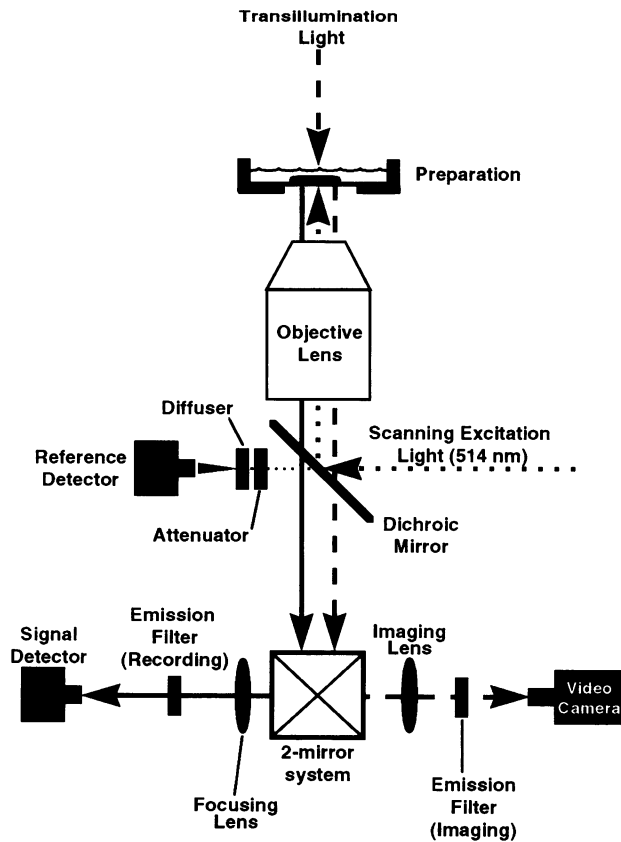 Transillumination
Light
Preparation
Objective
Lens
Diffuser
Scanning Excitation
Light (514 nm)
Reference
Detector
Attenuator
Dichroic
Mirror
Signal
Detector
Emission
Filter
(Recording)
Imaging
Lens
Video
Camera
2-mirror
system
Focusing
Lens
Emission
Filter
(Imaging)